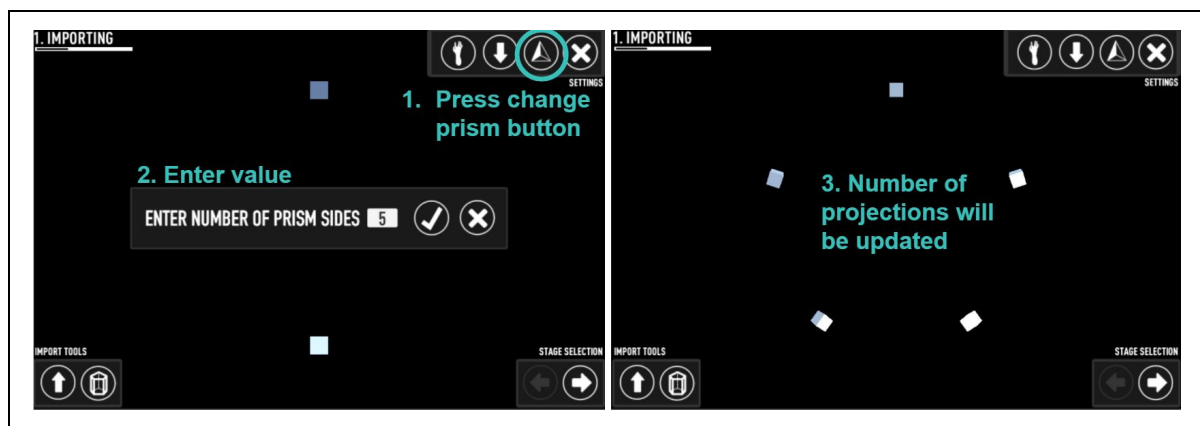 1. IMPORTING
SETTINGS
1. Press change
prism button
2. Enter value
ENTER NUMBER OF PRISM SIDES 5
IMPORT TOOLS
STAGE SELECTION
1. IMPORTING
SETTINGS
3. Number of
projections will
be updated
IMPORT TOOLS
STAGE SELECTION